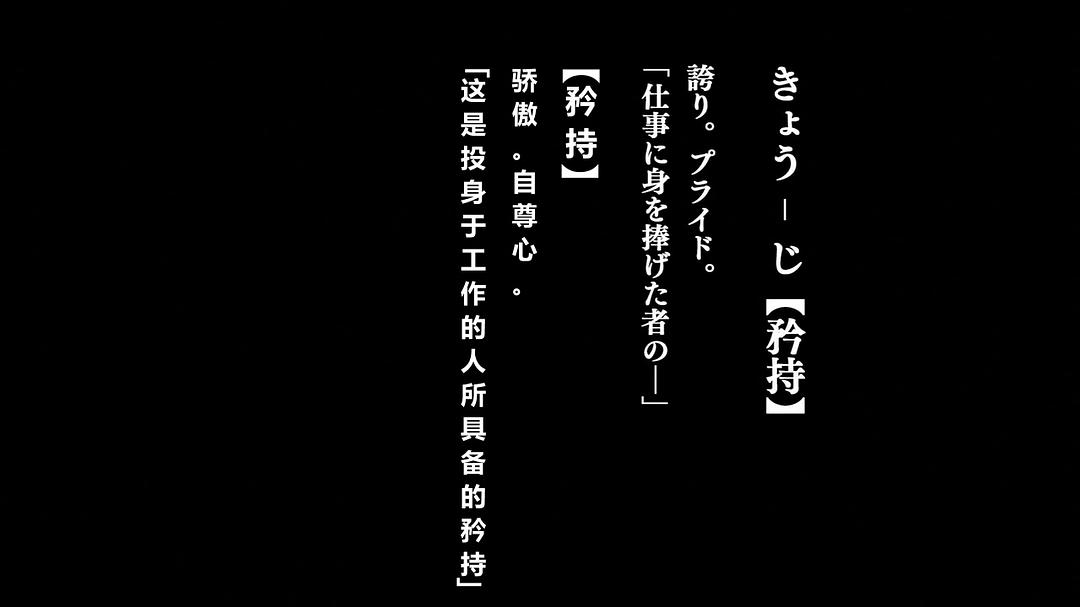 きょう－じ【矜持】
誇り。プライド。
「仕事に身を捧げた者の―」
【矜持】
骄傲。自尊心。
「这是投身于工作的人所具备的矜持」